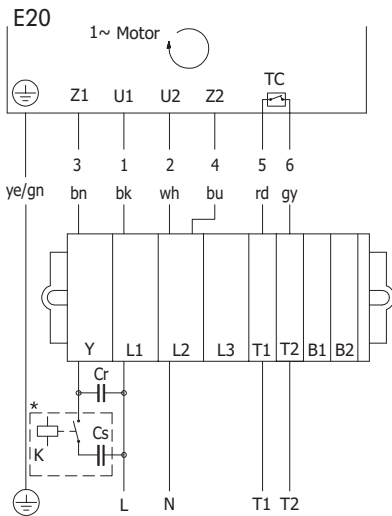 E20
1~ Motor
TC
Z1 U1 U2 Z2
3 1 2 4 5 6
ye/gn bn bk wh bu rd gy
Y L1 L2 L3 T1 T2 B1 B2
Cr
*
K Cs
L N T1 T2